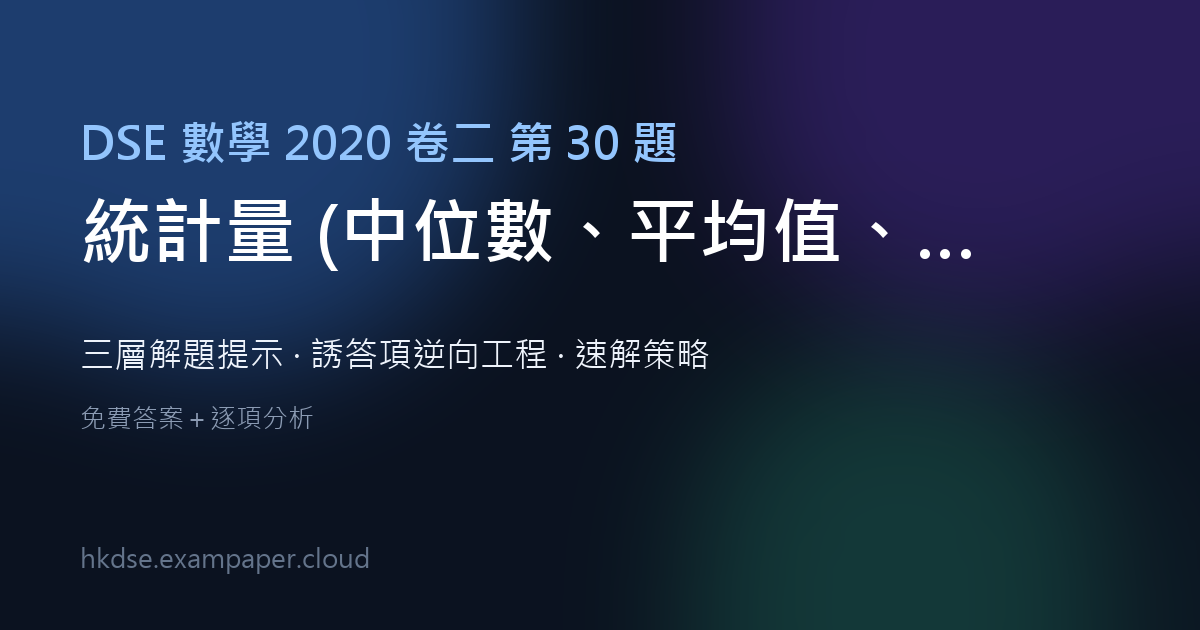 DSE 數學 2020 卷二 第 30 題
統計量 (中位數、平均值、...
三層解題提示 · 誘答項逆向工程 · 速解策略
免費答案 + 逐項分析
hkdse.exampaper.cloud